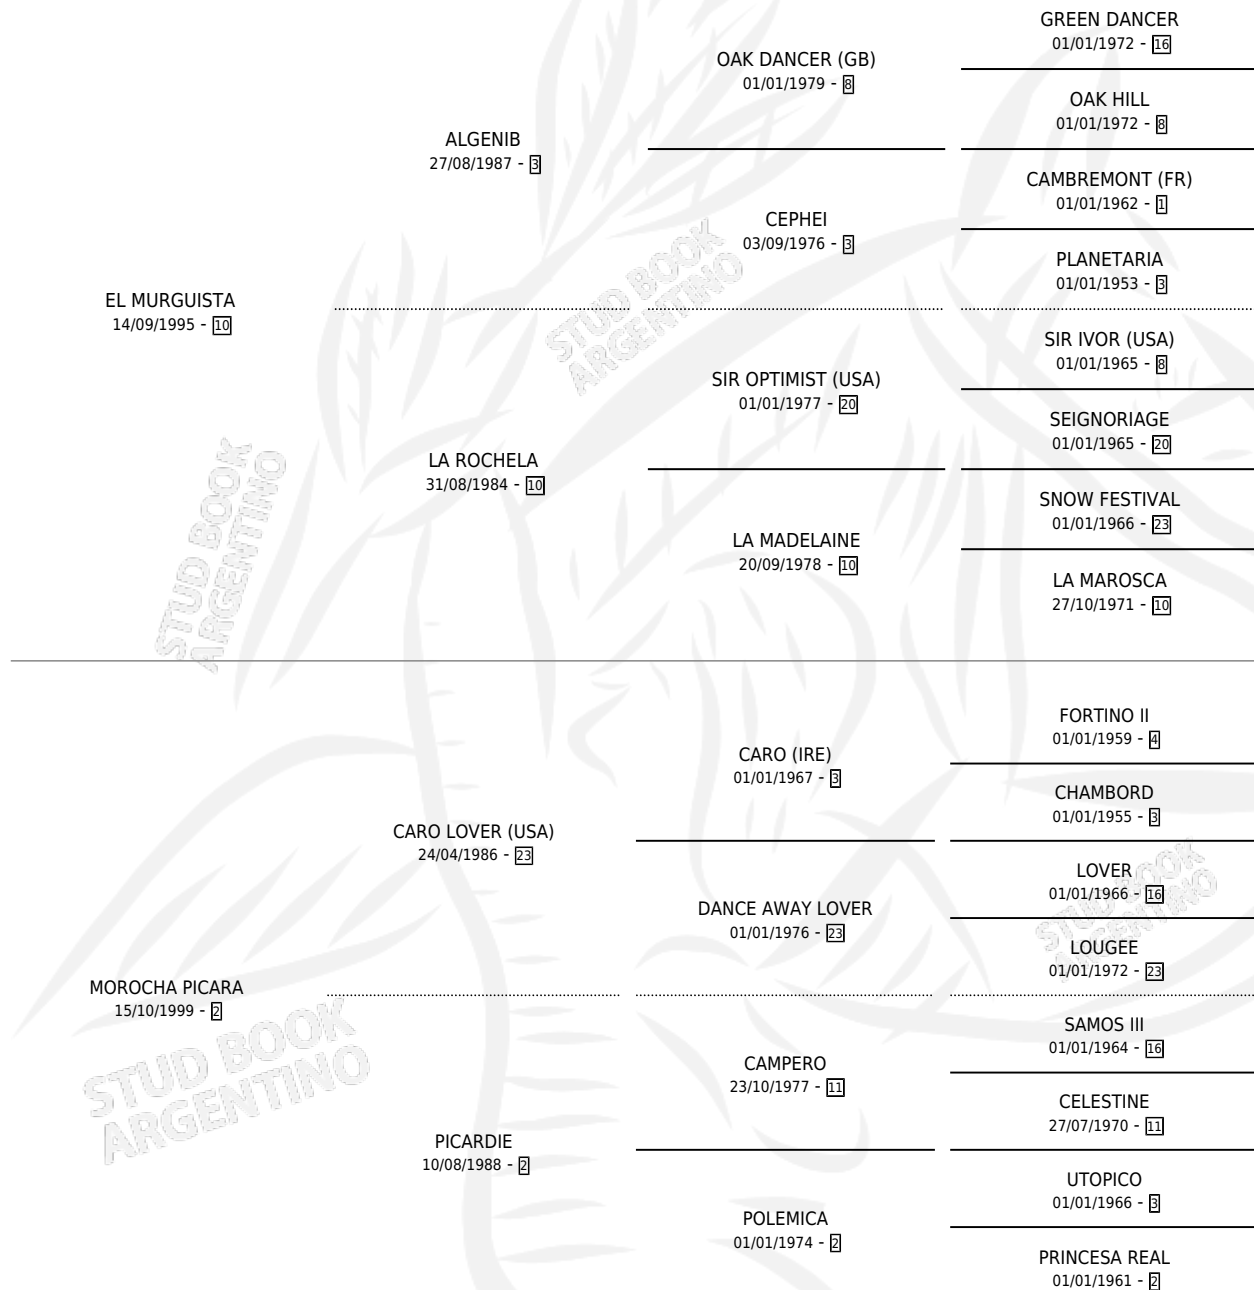 GREEN DANCER
01/01/1972 - 16
OAK DANCER (GB)
01/01/1979 - 8
OAK HILL
01/01/1972 - 8
ALGENIB
27/08/1987 - 3
CAMBREMONT (FR)
01/01/1962 - 1
CEPHEI
03/09/1976 - 3
PLANETARIA
01/01/1953 - 3
EL MURGUISTA
14/09/1995 - 10
STUD BOOK
ARGENTINO
SIR IVOR (USA)
01/01/1965 - 8
SIR OPTIMIST (USA)
01/01/1977 - 20
SEIGNORIAGE
01/01/1965 - 20
LA ROCHELA
31/08/1984 - 10
SNOW FESTIVAL
01/01/1966 - 23
LA MADELAINE
20/09/1978 - 10
LA MAROSCA
27/10/1971 - 10
STUD BOOK
ARGENTINO
FORTINO II
01/01/1959 - 4
CARO (IRE)
01/01/1967 - 3
CHAMBORD
01/01/1955 - 3
CARO LOVER (USA)
24/04/1986 - 23
LOVER
01/01/1966 - 16
DANCE AWAY LOVER
01/01/1976 - 23
LOUGEE
01/01/1972 - 23
STUD BOOK
ARGENTINO
MOROCHA PICARA
15/10/1999 - 2
STUD BOOK
ARGENTINO
SAMOS III
01/01/1964 - 16
CAMPERO
23/10/1977 - 11
CELESTINE
27/07/1970 - 11
PICARDIE
10/08/1988 - 2
UTOPICO
01/01/1966 - 3
POLEMICA
01/01/1974 - 2
PRINCESA REAL
01/01/1961 - 2